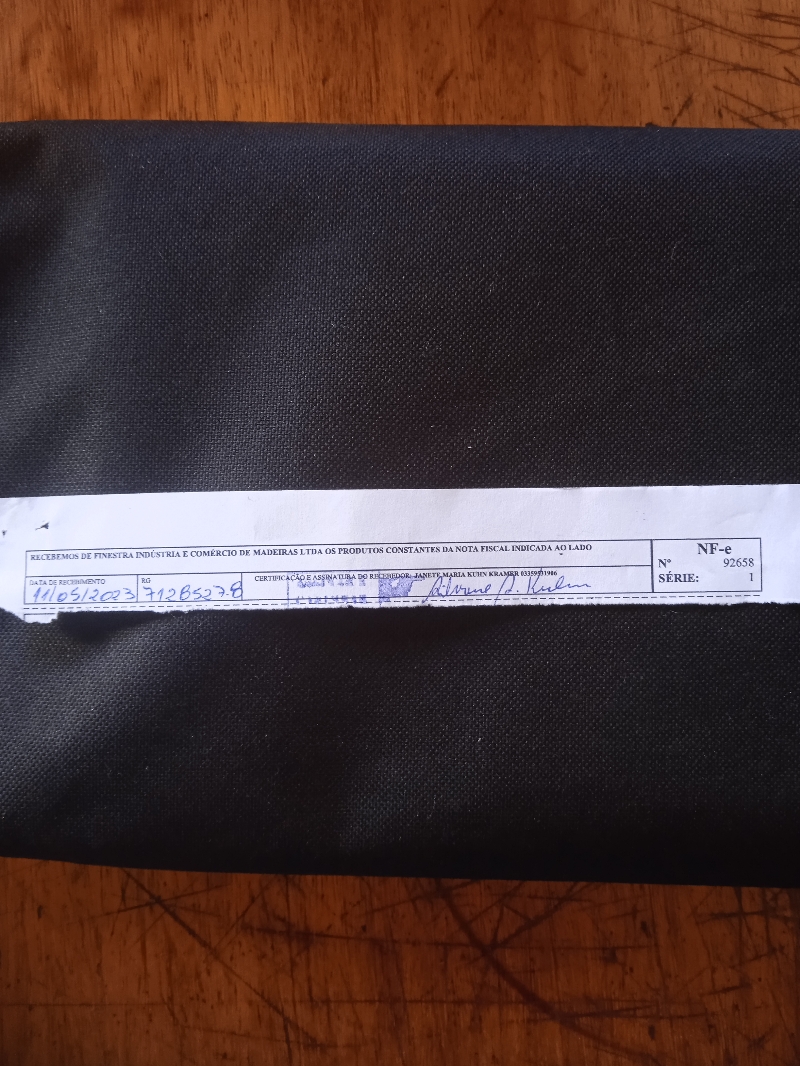 RECEBEMOS DE FINESTRA INDÚSTRIA E COMÉRCIO DE MADEIRAS LTDA OS PRODUTOS CONSTANTES DA NOTA FISCAL INDICADA AO LADO
NF-e
Nº 92658
SÉRIE: 1
DATA DE RECEBIMENTO
11/05/2023
RG
7128527-8
CERTIFICAÇÃO E ASSINATURA DO RECEBEDOR: JANETE MARIA KUHN KRAMER 03359531906